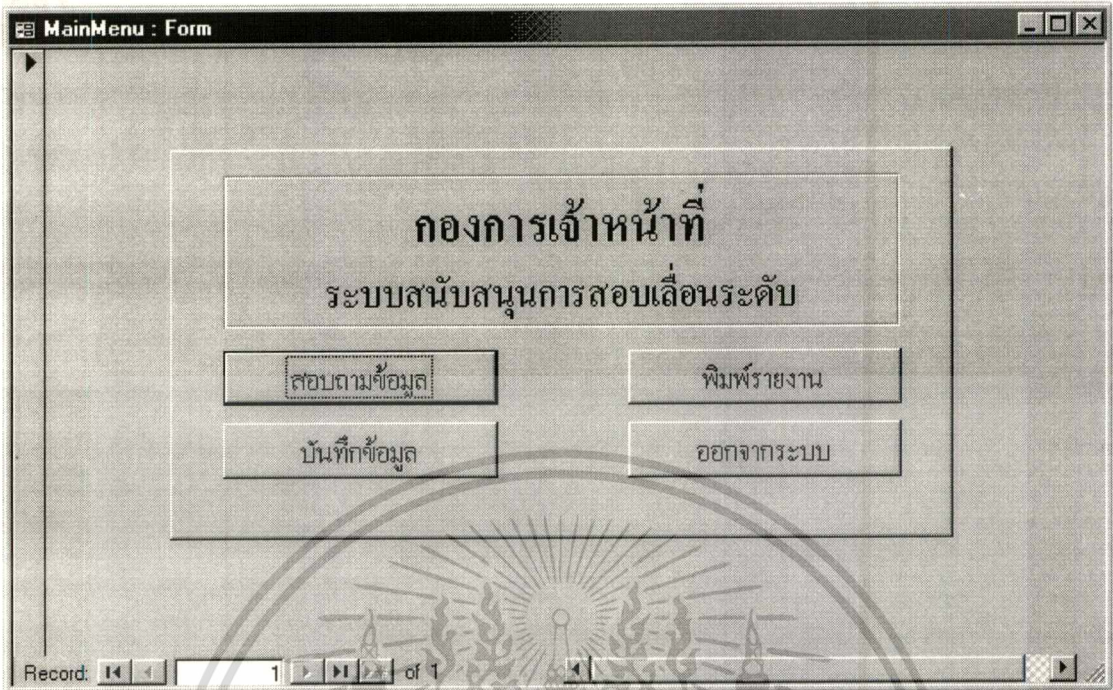 MainMenu : Form
กองการเจ้าหน้าที่
ระบบสนับสนุนการสอบเลื่อนระดับ
สอบถามข้อมูล
พิมพ์รายงาน
บันทึกข้อมูล
ออกจากระบบ
Record: 1 of 1